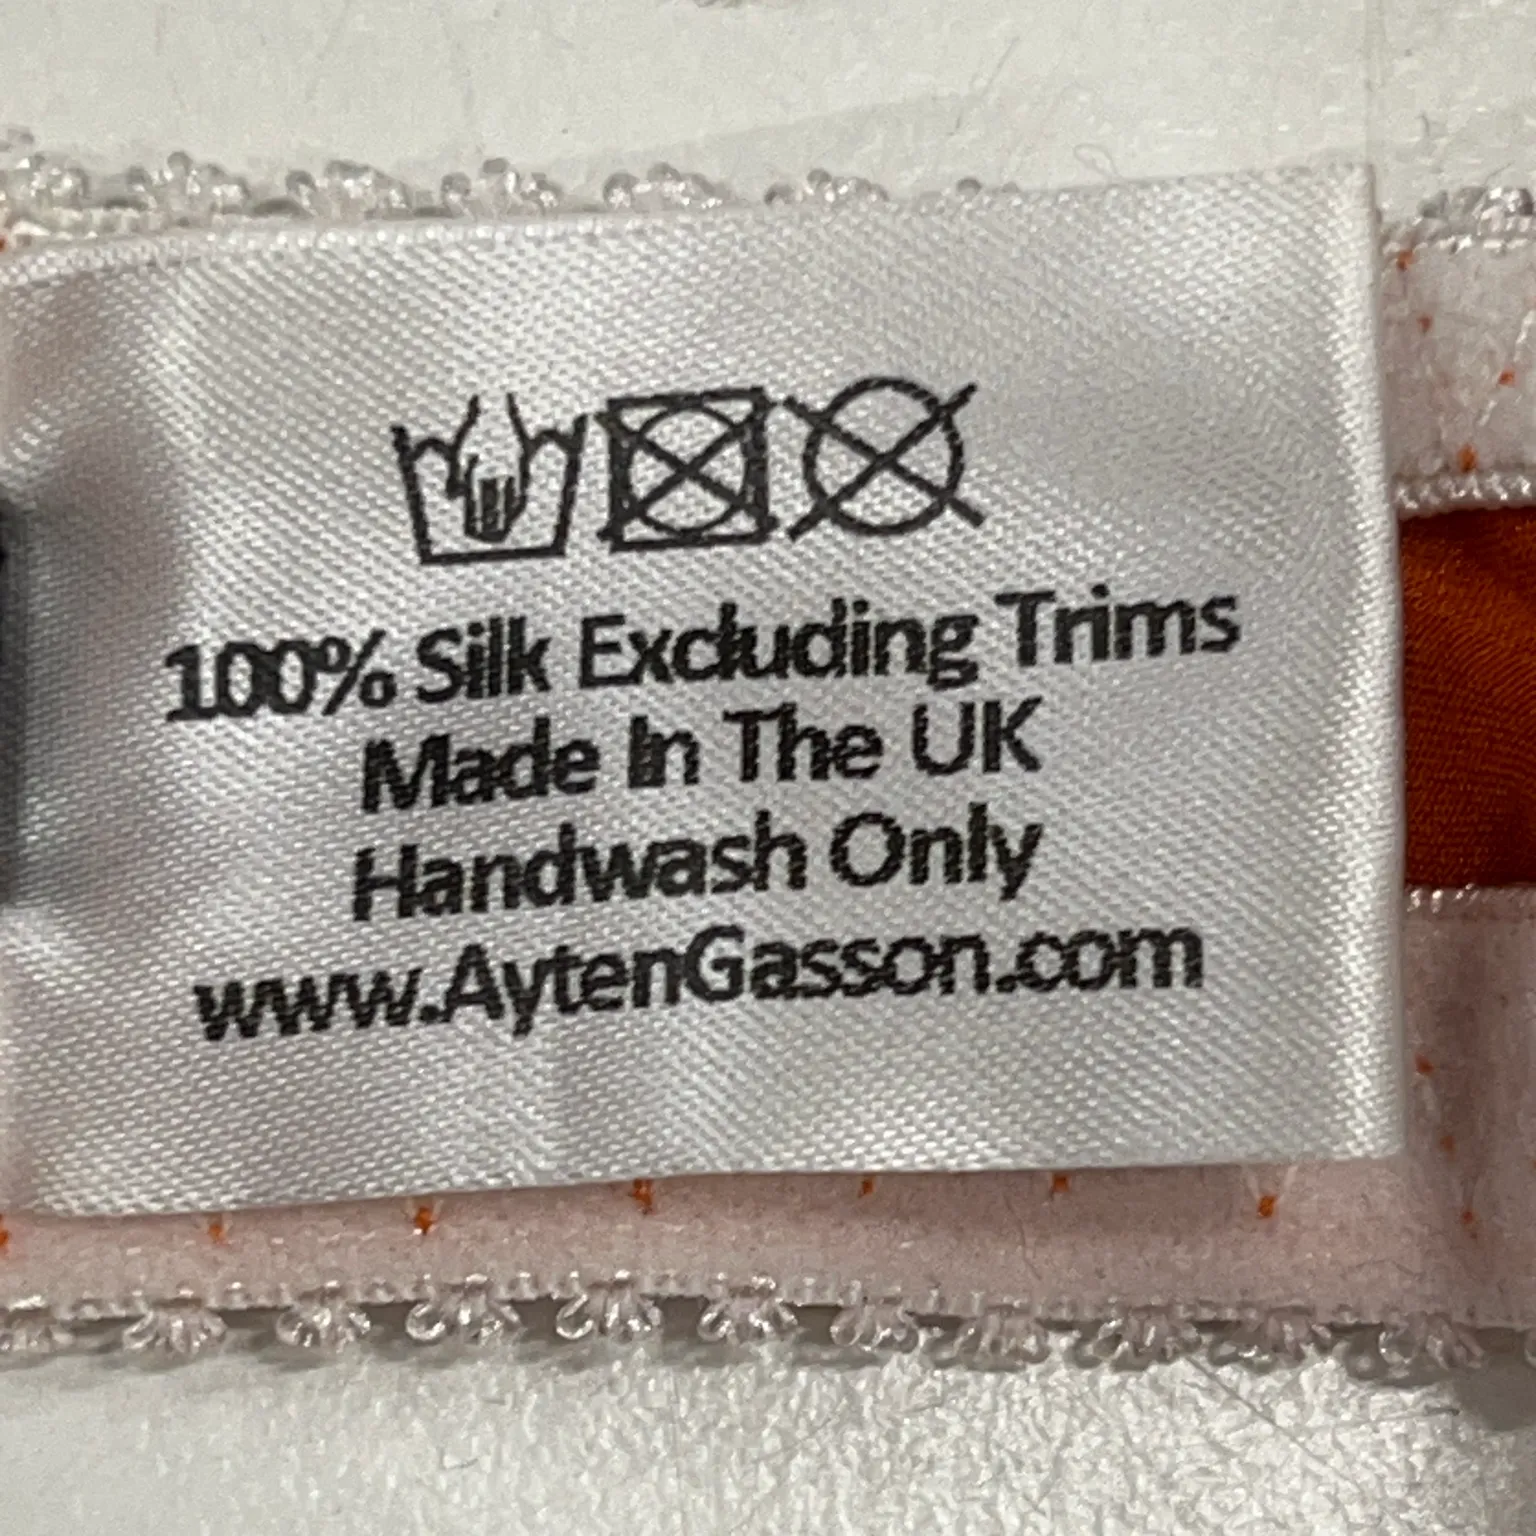 100% Silk Excluding Trims
Made In The UK
Handwash Only
www.AytenGasson.com